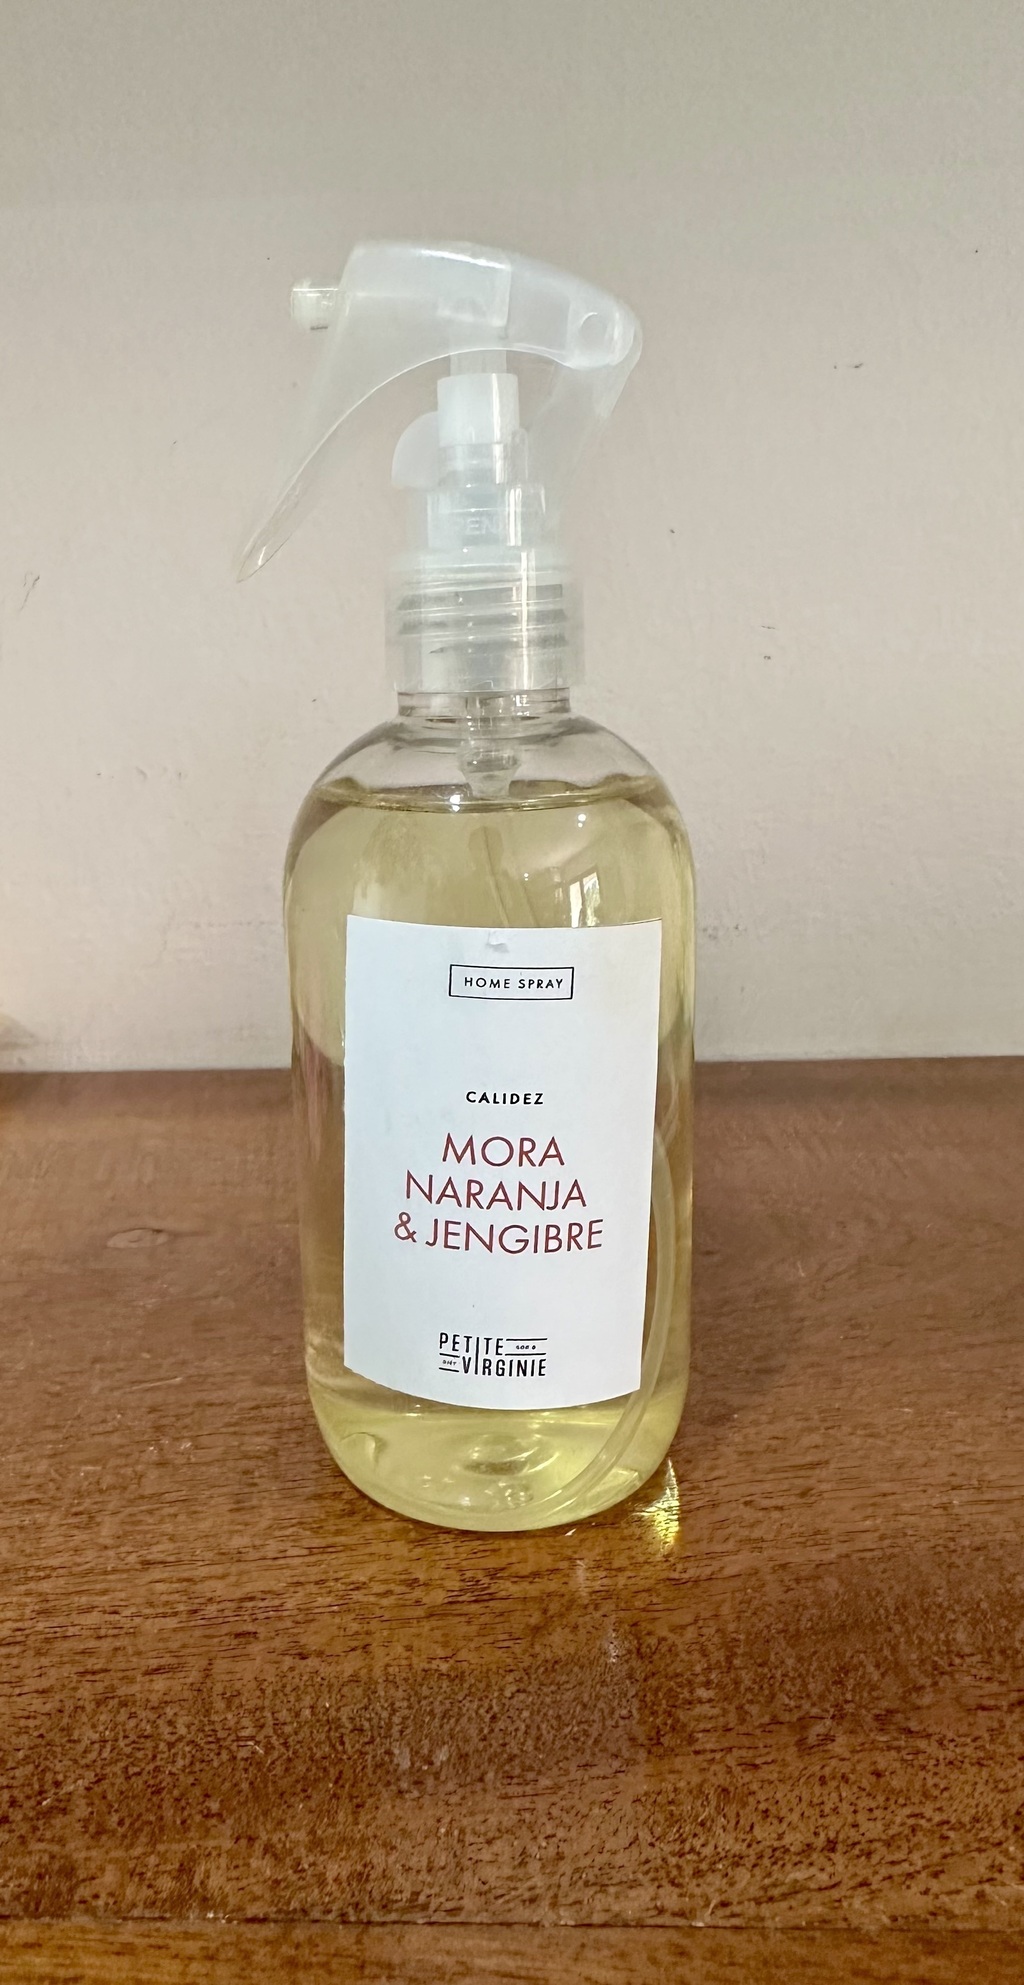 HOME SPRAY
CALIDEZ
MORA
NARANJA
& JENGIBRE
PETITE
VIRGINIE